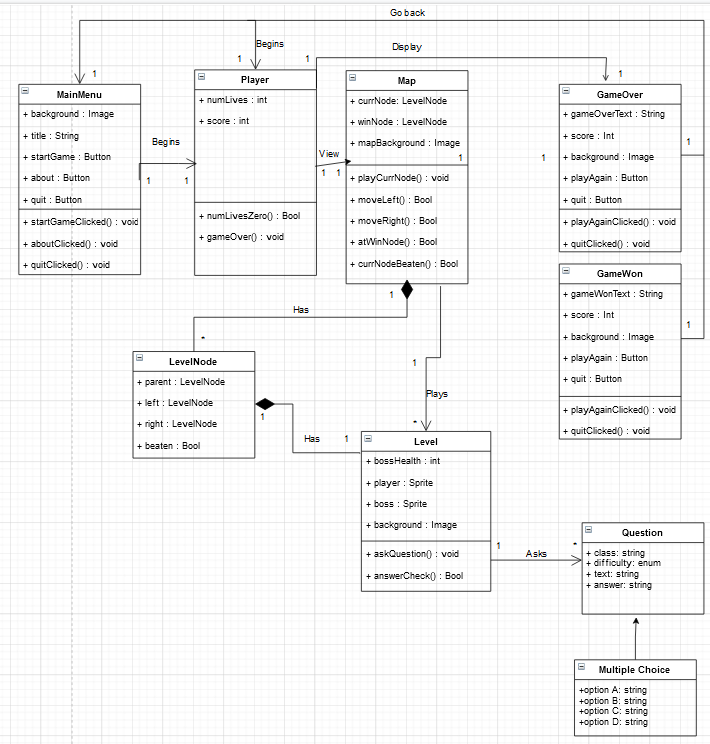 Go back
Begins
1
1
Display
1
1
MainMenu
+ background : Image
+ title : String
+ startGame : Button
+ about : Button
+ quit : Button
+ startGameClicked() : void
+ aboutClicked() : void
+ quitClicked() : void
Begins
1
1
Player
+ numLives : int
+ score : int
+ numLivesZero() : Bool
+ gameOver() : void
View
1
1
Map
+ currNode: LevelNode
+ winNode : LevelNode
+ mapBackground : Image
1
+ playCurrNode() : void
+ moveLeft() : Bool
+ moveRight() : Bool
+ atWinNode() : Bool
+ currNodeBeaten() : Bool
1
GameOver
+ gameOverText : String
+ score : Int
+ background : Image
+ playAgain : Button
+ quit : Button
+ playAgainClicked() : void
+ quitClicked() : void
1
GameWon
+ gameWonText : String
+ score : Int
+ background : Image
+ playAgain : Button
+ quit : Button
+ playAgainClicked() : void
+ quitClicked() : void
1
1
Has
*
LevelNode
+ parent : LevelNode
+ left : LevelNode
+ right : LevelNode
+ beaten : Bool
1
Has
1
1
Plays
*
Level
+ bossHealth : int
+ player : Sprite
+ boss : Sprite
+ background : Image
+ askQuestion() : void
+ answerCheck() : Bool
1
Asks
*
Question
+ class: string
+ difficulty: enum
+ text: string
+ answer: string
Multiple Choice
+option A: string
+option B: string
+option C: string
+option D: string